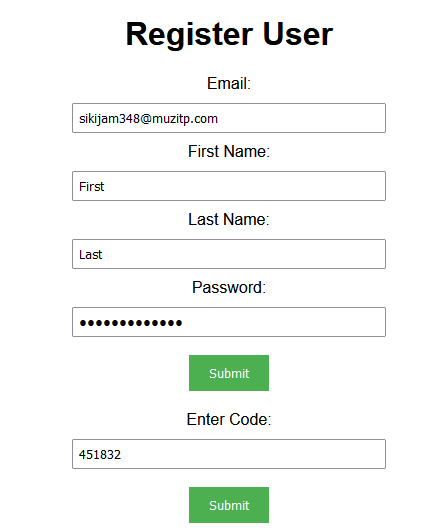 Register User
Email:
sikijam348@muzitp.com
First Name:
First
Last Name:
Last
Password:
●●●●●●●●●●●●●
Submit
Enter Code:
451832
Submit